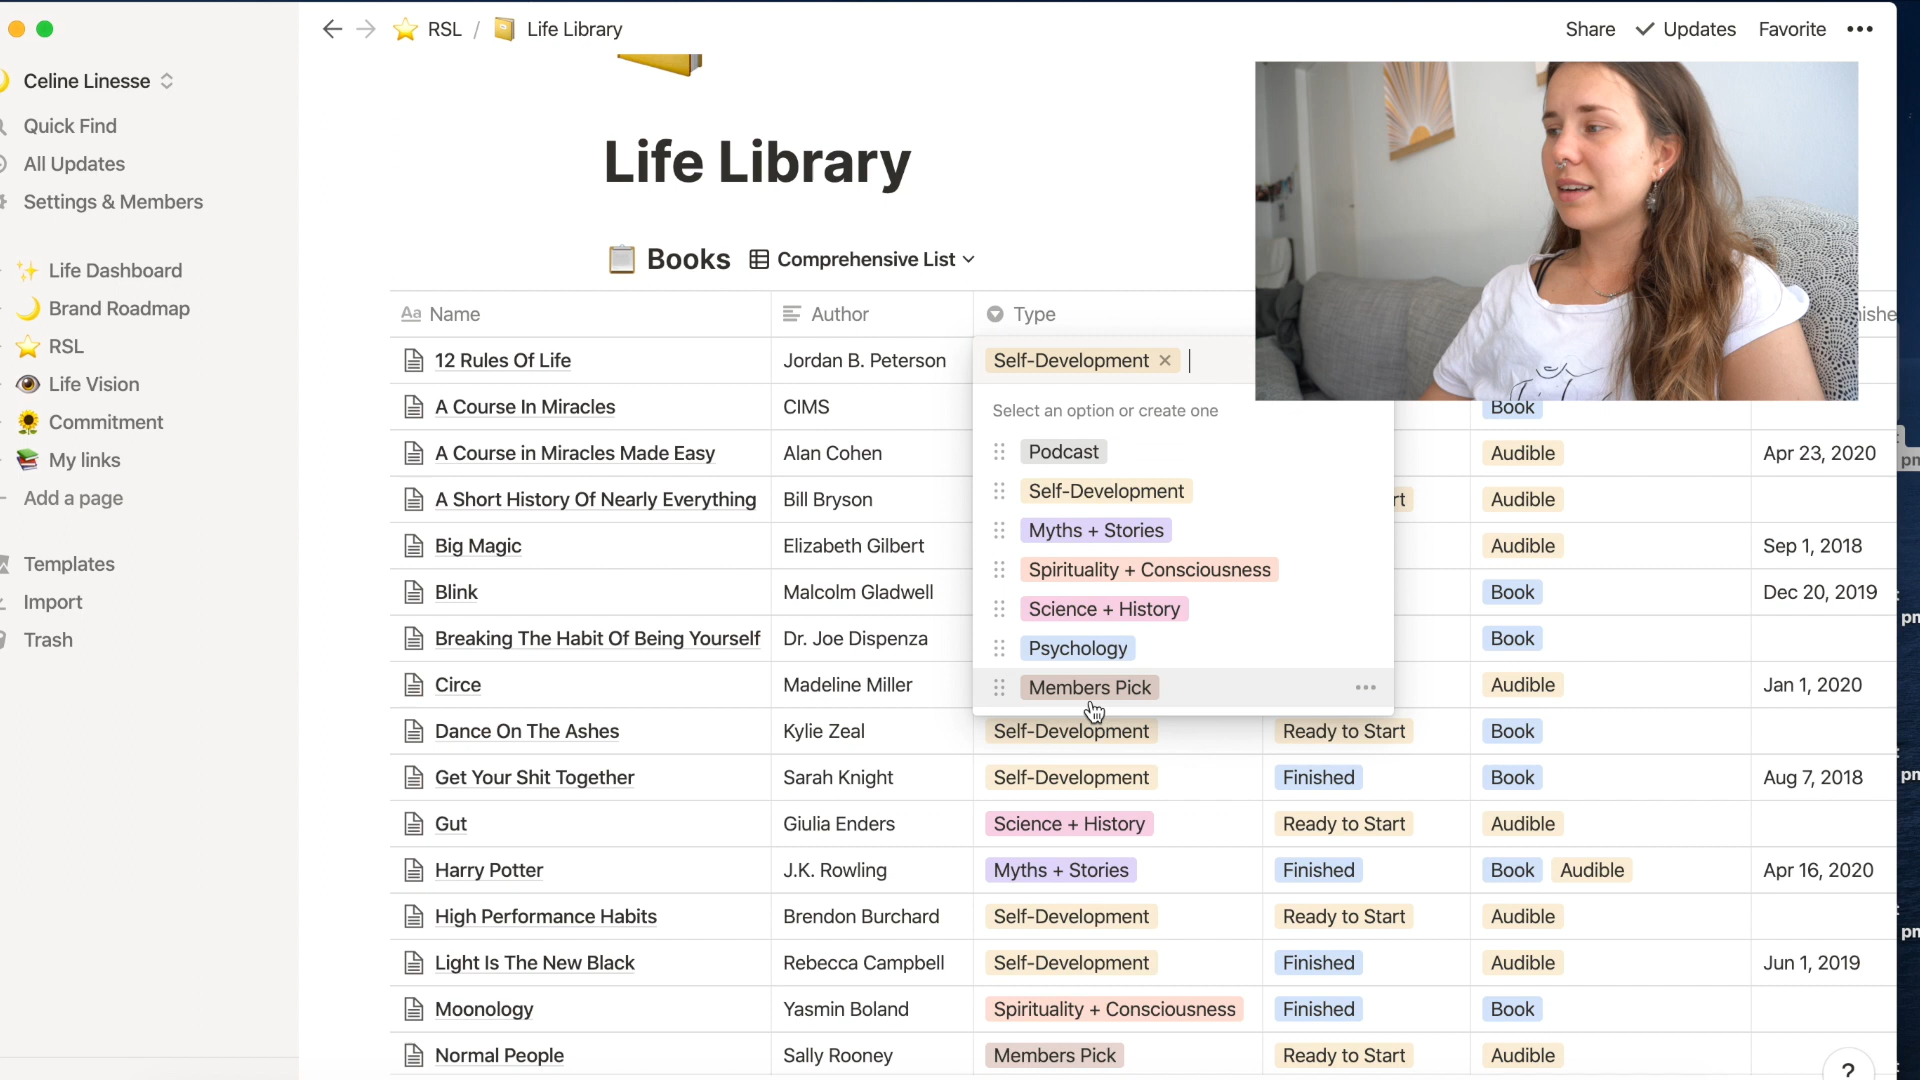 RSL / Life Library
Share Updates Favorite
Celine Linesse
Quick Find
All Updates
Settings & Members
Life Dashboard
Brand Roadmap
RSL
Life Vision
Commitment
My links
Add a page
Templates
Import
Trash
Life Library
Books Comprehensive List
Aa Name Author Type
12 Rules Of Life Jordan B. Peterson Self-Development
A Course In Miracles CIMS Book
Select an option or create one
A Course in Miracles Made Easy Alan Cohen Podcast Audible Apr 23, 2020
A Short History Of Nearly Everything Bill Bryson Self-Development Audible
Big Magic Elizabeth Gilbert Myths + Stories Audible Sep 1, 2018
Spirituality + Consciousness
Blink Malcolm Gladwell Science + History Book Dec 20, 2019
Breaking The Habit Of Being Yourself Dr. Joe Dispenza Psychology Book
Circe Madeline Miller Members Pick Audible Jan 1, 2020
Dance On The Ashes Kylie Zeal Self-Development Ready to Start Book
Get Your Shit Together Sarah Knight Self-Development Finished Book Aug 7, 2018
Gut Giulia Enders Science + History Ready to Start Audible
Harry Potter J.K. Rowling Myths + Stories Finished Book Audible Apr 16, 2020
High Performance Habits Brendon Burchard Self-Development Ready to Start Audible
Light Is The New Black Rebecca Campbell Self-Development Finished Audible Jun 1, 2019
Moonology Yasmin Boland Spirituality + Consciousness Finished Book
Normal People Sally Rooney Members Pick Ready to Start Audible
?